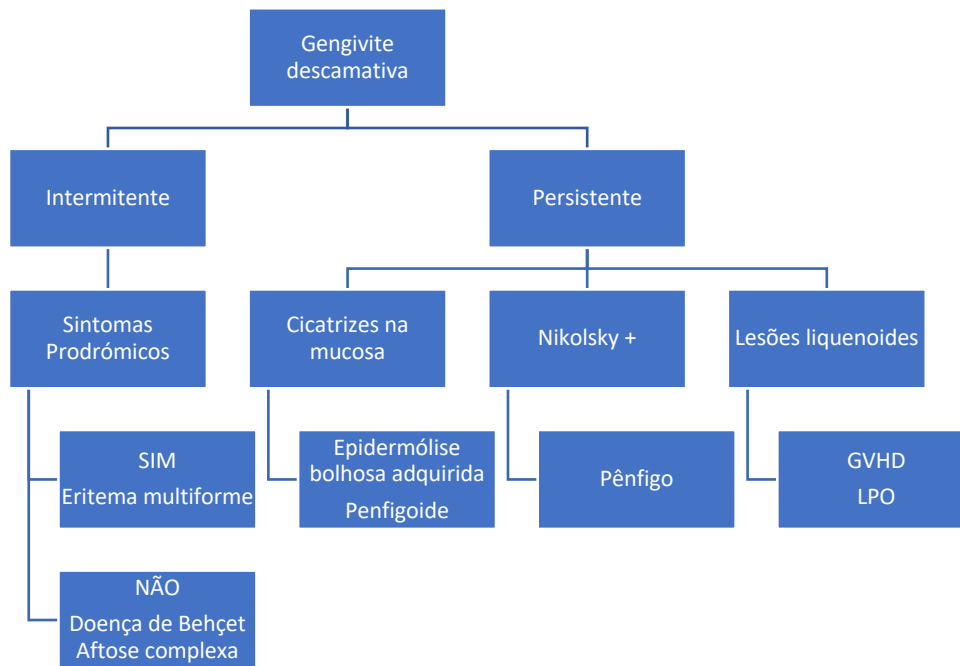 Gengivite
descamativa
Intermitente
Persistente
Sintomas
Prodrómicos
Cicatrizes na
mucosa
Nikolsky +
Lesões liquenoides
SIM
Eritema multiforme
Epidermólise
bolhosa adquirida
Penfigoide
Pênfigo
GVHD
LPO
NÃO
Doença de Behçet
Aftose complexa